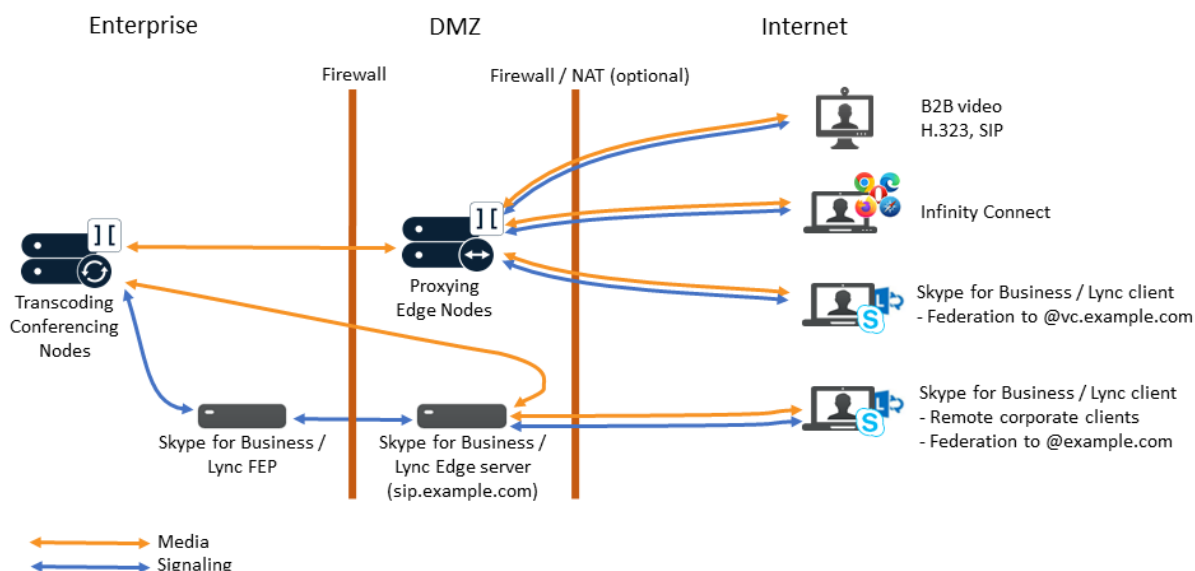 Enterprise
DMZ
Internet
Firewall
Firewall / NAT (optional)
B2B video
H.323, SIP
Infinity Connect
] [
] [
Proxying
Edge Nodes
Transcoding
Conferencing
Nodes
Skype for Business / Lync client
- Federation to @vc.example.com
Skype for Business / Lync client
- Remote corporate clients
- Federation to @example.com
Skype for Business /
Lync FEP
Skype for Business /
Lync Edge server
(sip.example.com)
Media
Signaling